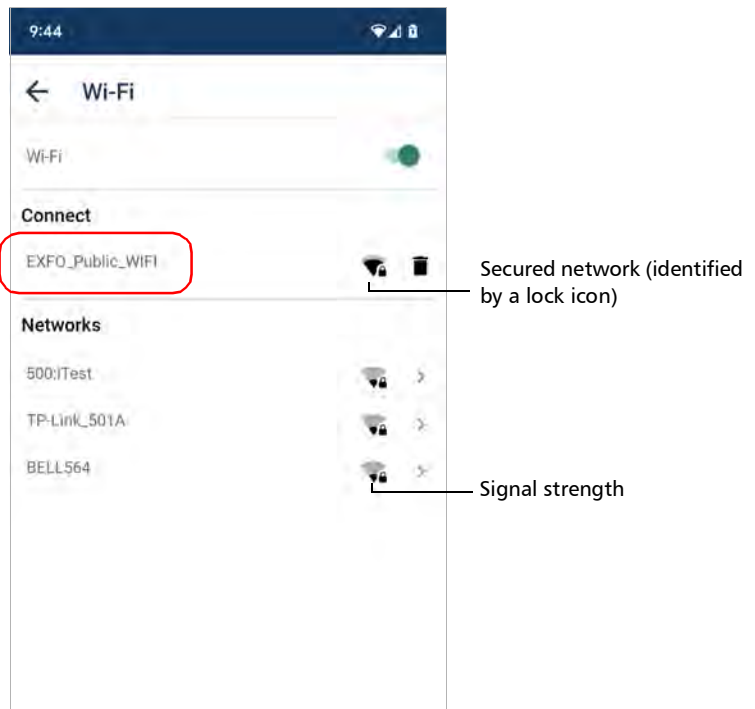 9:44
Wi-Fi
Wi-Fi
Connect
EXFO_Public_WIFI
Secured network (identified
by a lock icon)
Networks
500:iTest
TP-Link_501A
BELL564
Signal strength